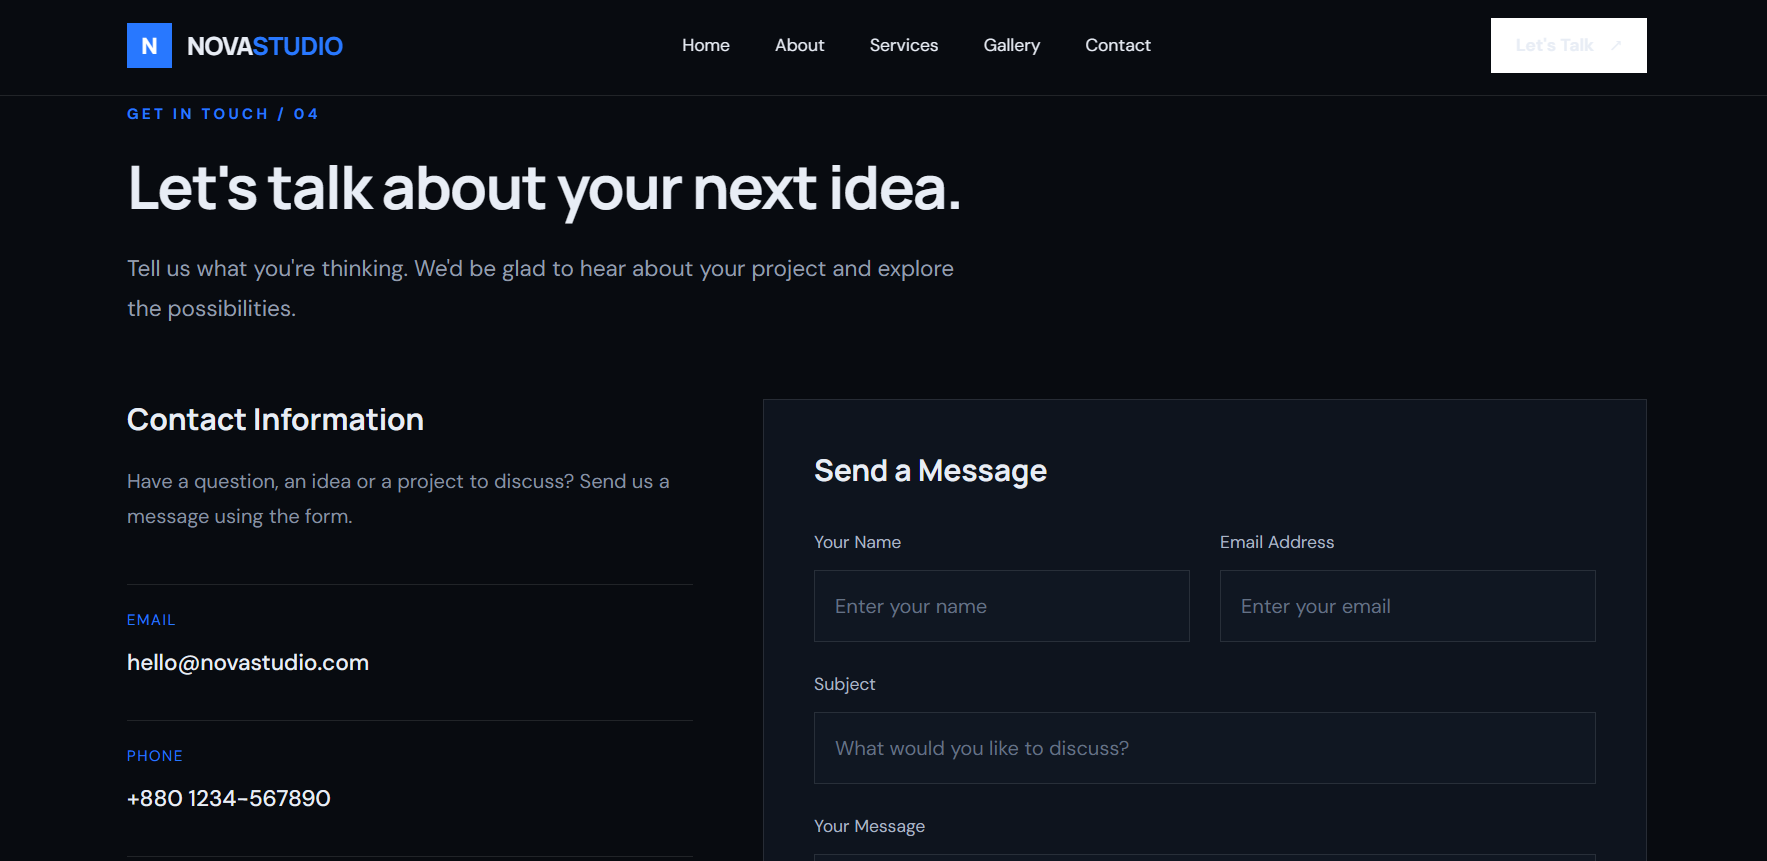 N NOVASTUDIO
Home About Services Gallery Contact
Let's Talk ↗
GET IN TOUCH / 04
Let's talk about your next idea.
Tell us what you're thinking. We'd be glad to hear about your project and explore
the possibilities.
Contact Information
Have a question, an idea or a project to discuss? Send us a
message using the form.
EMAIL
hello@novastudio.com
PHONE
+880 1234-567890
Send a Message
Your Name
Enter your name
Email Address
Enter your email
Subject
What would you like to discuss?
Your Message